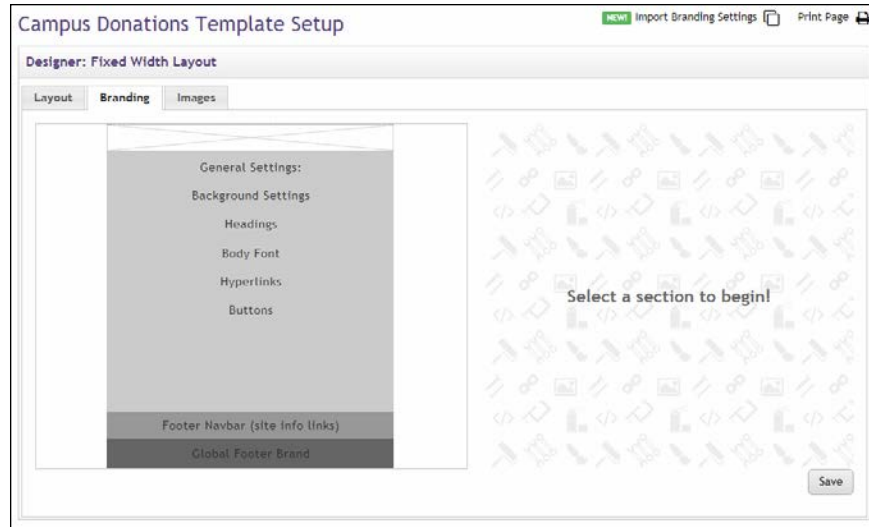 Campus Donations Template Setup
NEW! Import Branding Settings Print Page
Designer: Fixed Width Layout
Layout Branding Images
General Settings:
Background Settings
Headings
Body Font
Hyperlinks
Buttons
Select a section to begin!
Footer Navbar (site info links)
Global Footer Brand
Save